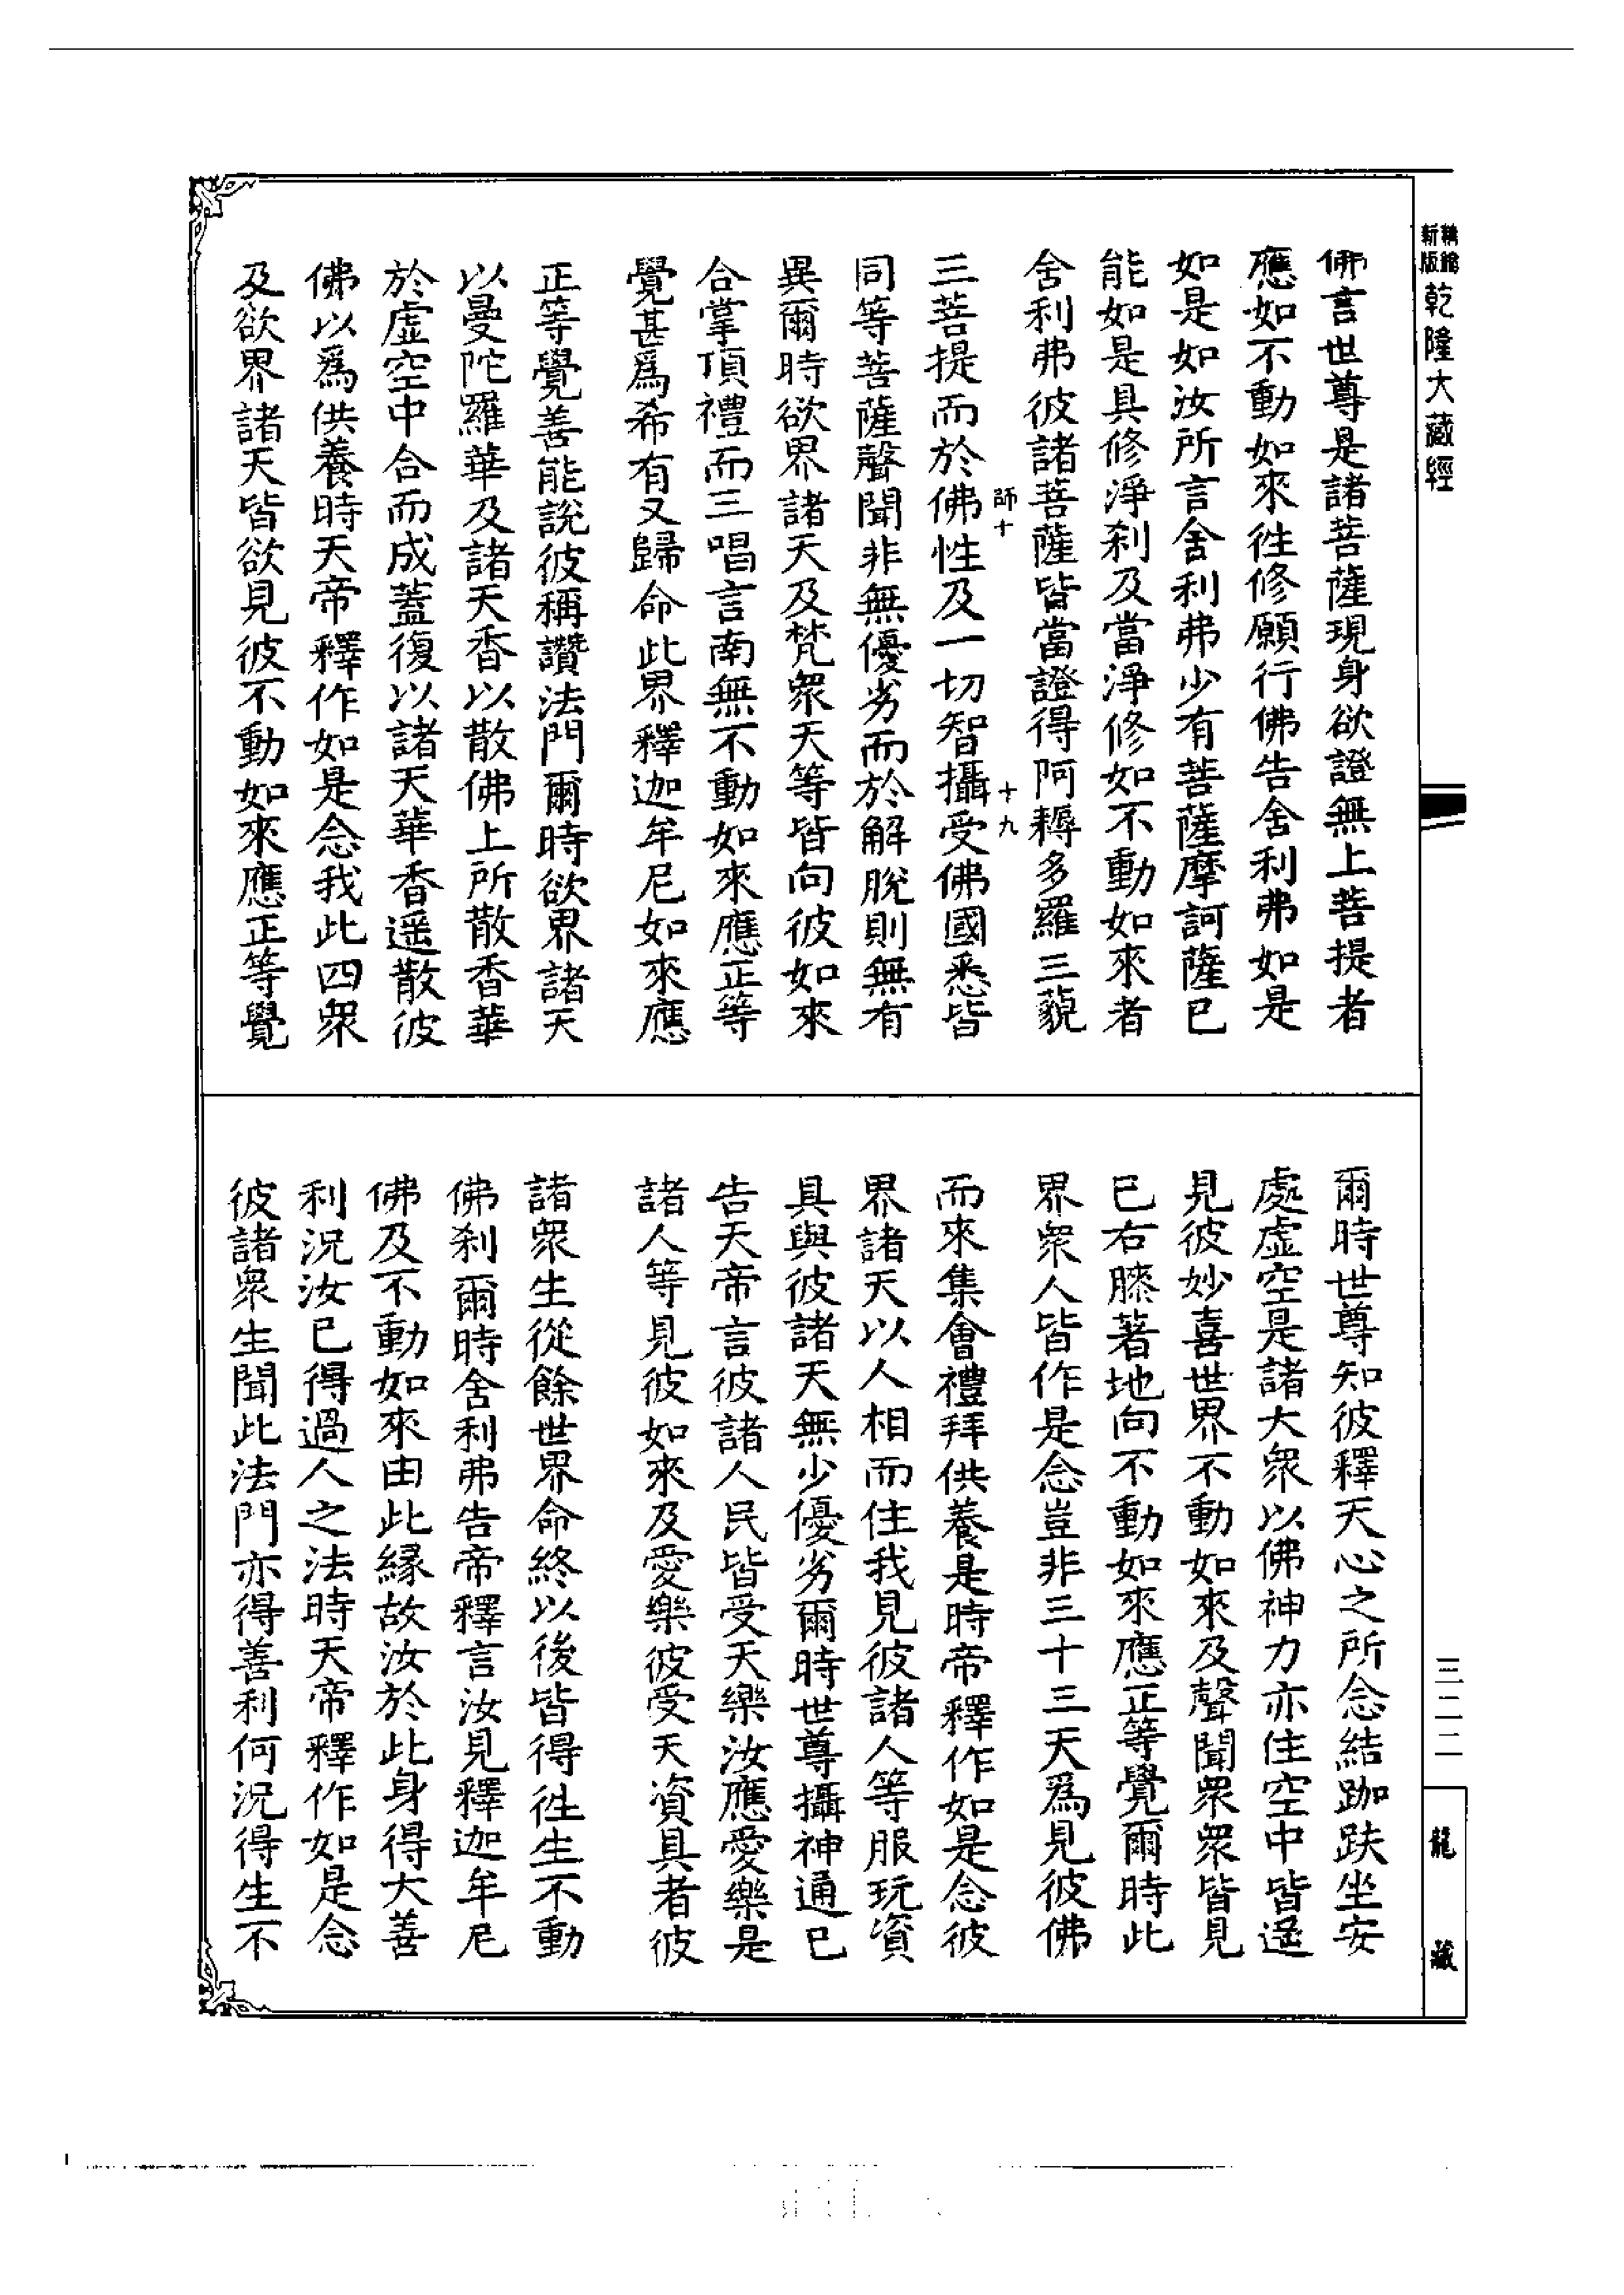 新版
精縮
乾隆大藏經
佛言世尊是諸菩薩現身欲證無上菩提者
應如不動如來徃修願行佛告舍利弗如是
如是如汝所言舍利弗少有菩薩摩訶薩已
能如是具修淨刹及當淨修如不動如來者
舍利弗彼諸菩薩皆當證得阿耨多羅三藐
師十
十九
三菩提而於佛性及一切智攝受佛國悉皆
同等菩薩聲聞非無優劣而於解脫則無有
異爾時欲界諸天及梵衆天等皆向彼如來
合掌頂禮而三唱言南無不動如來應正等
覺甚爲希有又歸命此界釋迦牟尼如來應
正等覺善能說彼稱讚法門爾時欲界諸天
以曼陀羅華及諸天香以散佛上所散香華
於虛空中合而成蓋復以諸天華香遥散彼
佛以爲供養時天帝釋作如是念我此四衆
及欲界諸天皆欲見彼不動如來應正等覺
爾時世尊知彼釋天心之所念結跏趺坐安
處虛空是諸大衆以佛神力亦住空中皆遥
見彼妙喜世界不動如來及聲聞衆衆皆見
已右膝著地向不動如來應正等覺爾時此
界衆人皆作是念豈非三十三天爲見彼佛
而來集會禮拜供養是時帝釋作如是念彼
界諸天以人相而住我見彼諸人等服玩資
具與彼諸天無少優劣爾時世尊攝神通已
告天帝言彼諸人民皆受天樂汝應愛樂是
諸人等見彼如來及愛樂彼受天資具者彼
諸衆生從餘世界命終以後皆得徃生不動
佛刹爾時舍利弗告帝釋言汝見釋迦牟尼
佛及不動如來由此緣故汝於此身得大善
利況汝已得過人之法時天帝釋作如是念
彼諸衆生聞此法門亦得善利何況得生不
三二二
龍藏